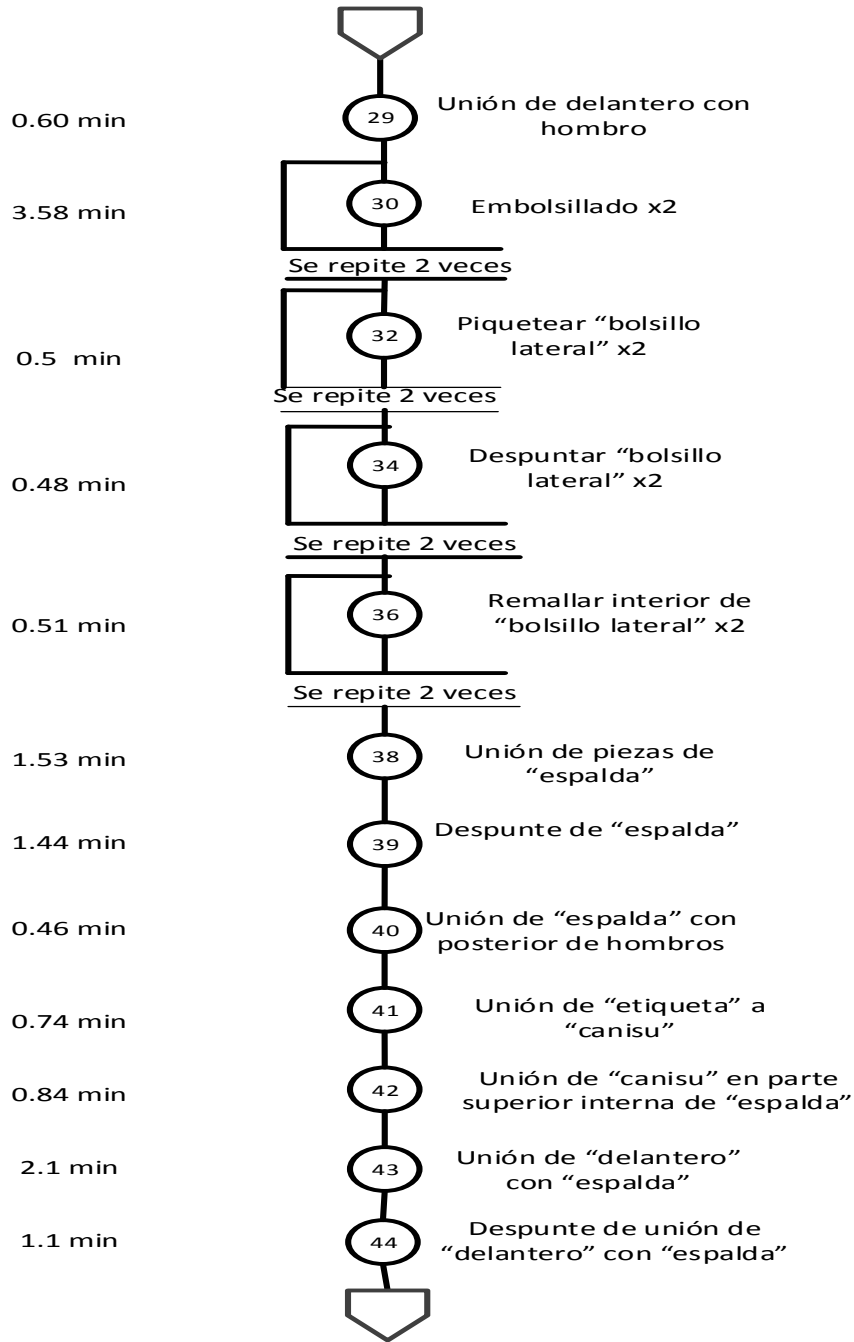 0.60 min
29
Unión de delantero con
hombro
3.58 min
30
Embolsillado x2
Se repite 2 veces
0.5 min
32
Piquetear “bolsillo
lateral” x2
Se repite 2 veces
0.48 min
34
Despuntar “bolsillo
lateral” x2
Se repite 2 veces
0.51 min
36
Remallar interior de
“bolsillo lateral” x2
Se repite 2 veces
1.53 min
38
Unión de piezas de
“espalda”
1.44 min
39
Despunte de “espalda”
0.46 min
40
Unión de “espalda” con
posterior de hombros
0.74 min
41
Unión de “etiqueta” a
“canisu”
0.84 min
42
Unión de “canisu” en parte
superior interna de “espalda”
2.1 min
43
Unión de “delantero”
con “espalda”
1.1 min
44
Despunte de unión de
“delantero” con “espalda”